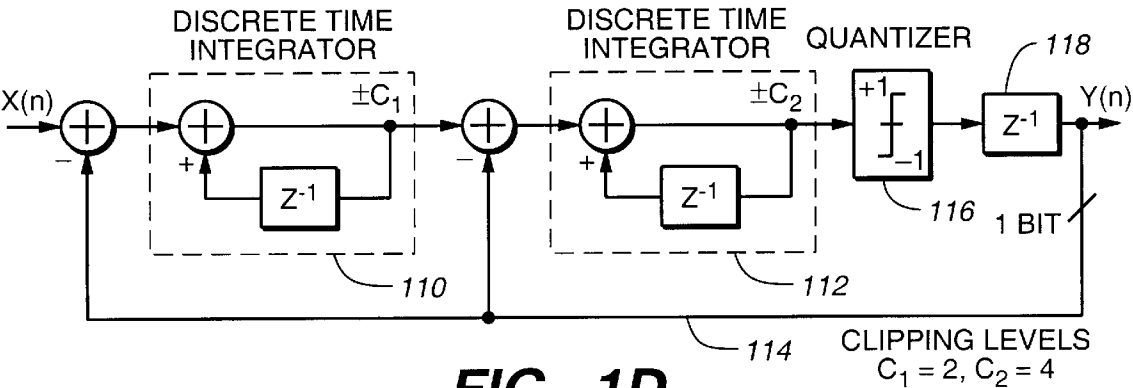 DISCRETE TIME
INTEGRATOR
DISCRETE TIME
INTEGRATOR
QUANTIZER
118
X(n)
±C₁
±C₂
+1
-1
Z⁻¹
Y(n)
−
+
Z⁻¹
−
+
Z⁻¹
116
1 BIT
110
112
114
CLIPPING LEVELS
C₁ = 2, C₂ = 4